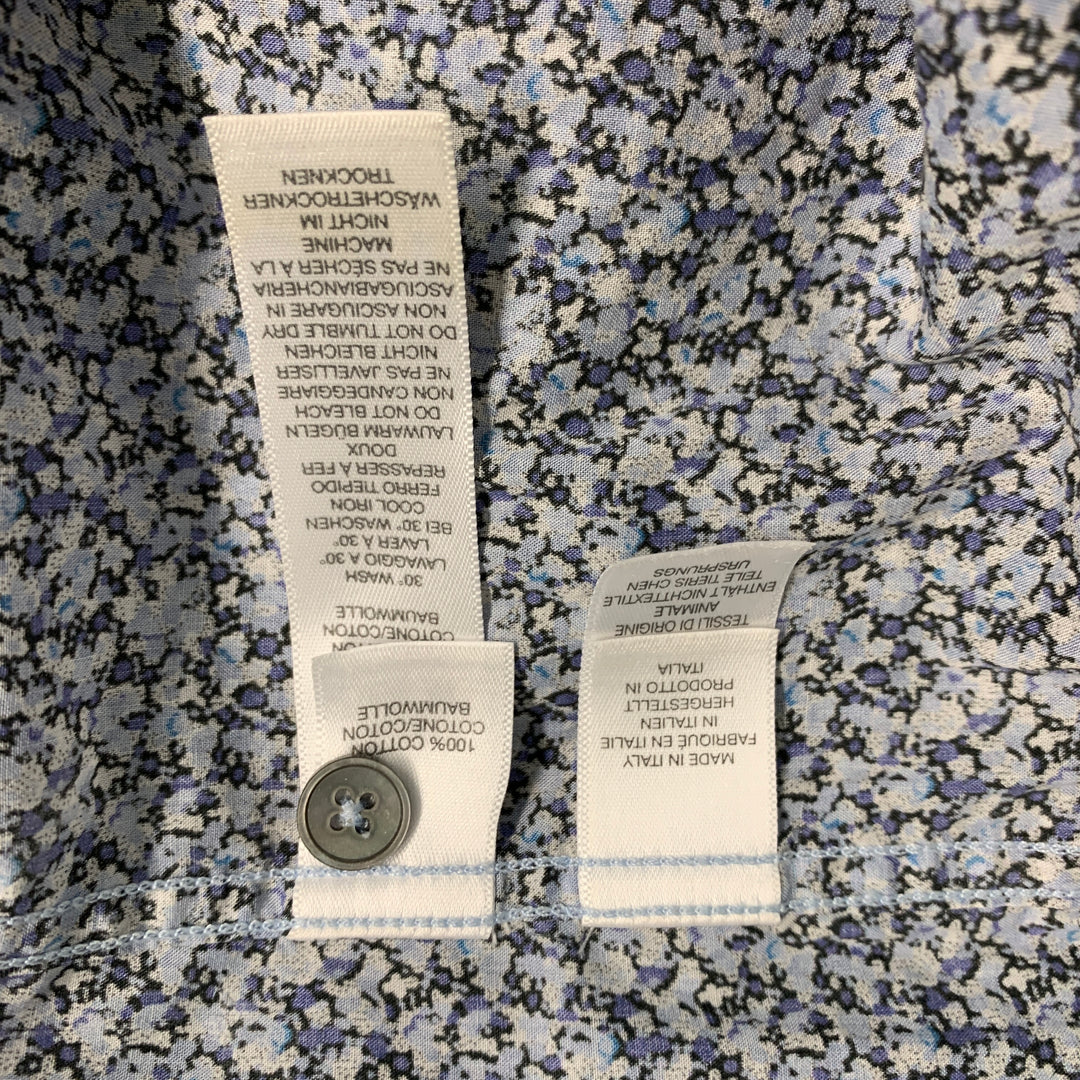 100% COTTON
COTONE/COTON
BAUMWOLLE
COTONE/COTON
BAUMWOLLE
30° WASH
LAVAGGIO A 30°
LAVER À 30°
BEI 30° WASCHEN
COOL IRON
FERRO TIEPIDO
REPASSER À FER
DOUX
LAUWARM BÜGELN
DO NOT BLEACH
NON CANDEGGIARE
NE PAS JAVELLISER
NICHT BLEICHEN
DO NOT TUMBLE DRY
NON ASCIUGARE IN
ASCIUGABIANCHERIA
NE PAS SÉCHER À LA
MACHINE
NICHT IM
WÄSCHETROCKNER
TROCKNEN
MADE IN ITALY
FABRIQUÉ EN ITALIE
IN ITALIEN
HERGESTELLT
PRODOTTO IN
ITALIA
TESSILI DI ORIGINE
ANIMALE
ENTHALT NICHTTEXTILE
TEILE TIERIS CHEN
URSPRUNGS